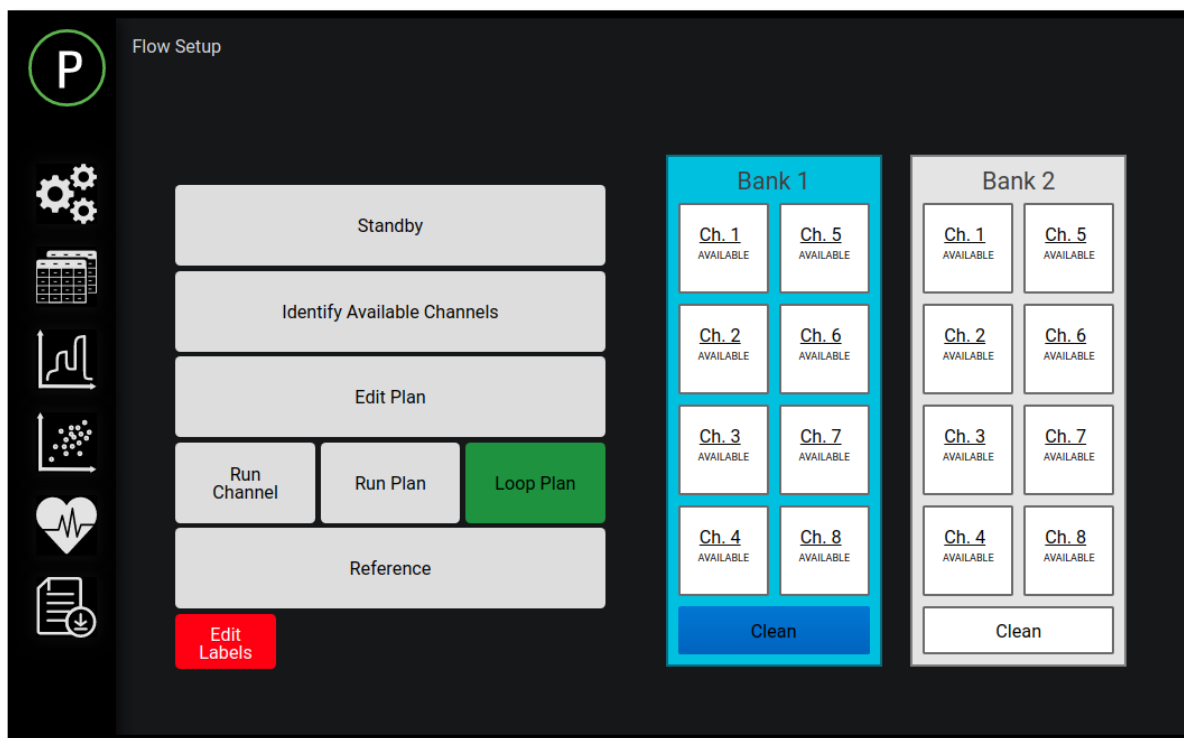 P
Flow Setup
Standby
Identify Available Channels
Edit Plan
Run
Channel
Run Plan
Loop Plan
Reference
Edit
Labels
Bank 1
Ch. 1
AVAILABLE
Ch. 5
AVAILABLE
Ch. 2
AVAILABLE
Ch. 6
AVAILABLE
Ch. 3
AVAILABLE
Ch. 7
AVAILABLE
Ch. 4
AVAILABLE
Ch. 8
AVAILABLE
Clean
Bank 2
Ch. 1
AVAILABLE
Ch. 5
AVAILABLE
Ch. 2
AVAILABLE
Ch. 6
AVAILABLE
Ch. 3
AVAILABLE
Ch. 7
AVAILABLE
Ch. 4
AVAILABLE
Ch. 8
AVAILABLE
Clean